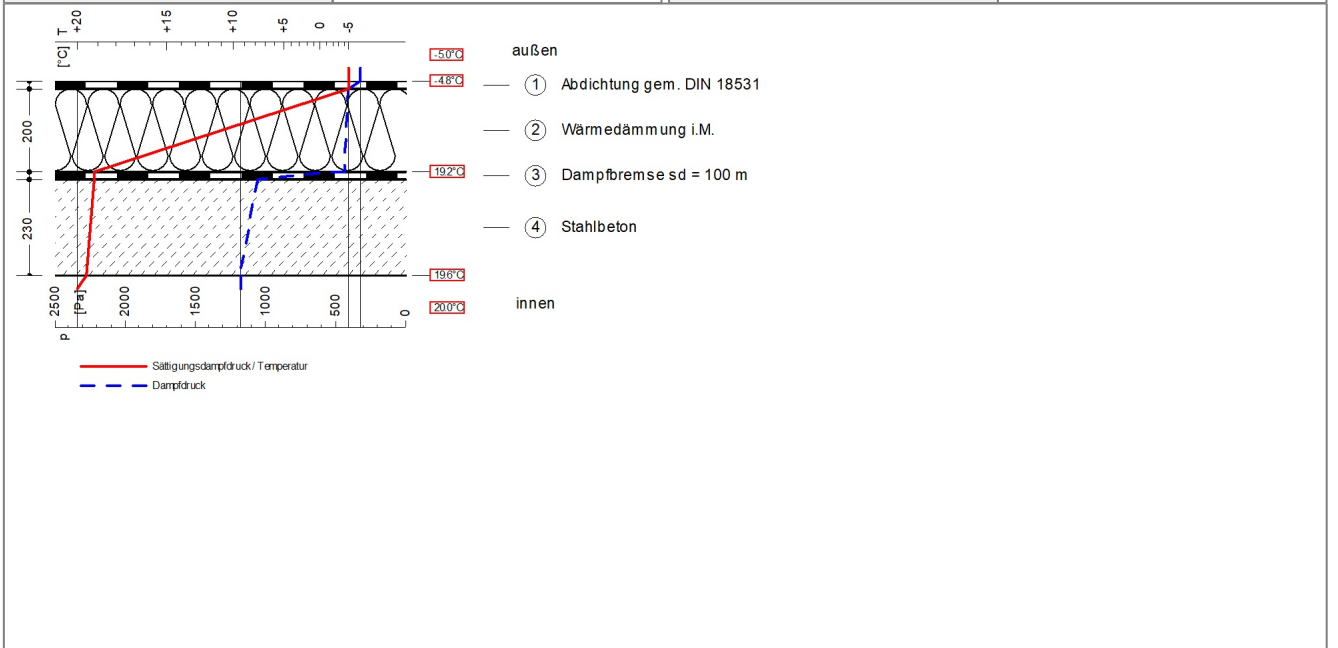 T [°C]
+20 +15 +10 +5 0 -5
außen
-5.0°C
-4.8°C
1 Abdichtung gem. DIN 18531
200
2 Wärmedämmung i.M.
19.2°C
3 Dampfbremse sd = 100 m
230
4 Stahlbeton
19.6°C
innen
20.0°C
2500 2000 1500 1000 500 0
p [Pa]
Sättigungsdampfdruck / Temperatur
Dampfdruck